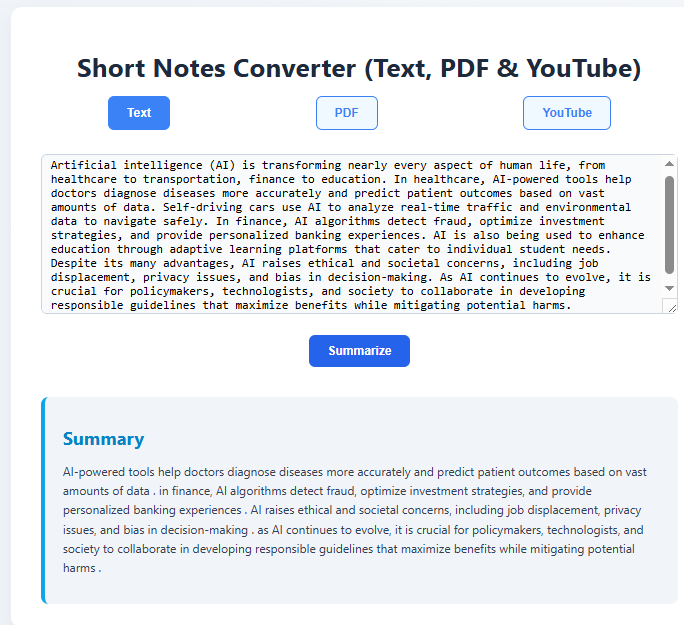 Short Notes Converter (Text, PDF & YouTube)
Text
PDF
YouTube
Artificial intelligence (AI) is transforming nearly every aspect of human life, from
healthcare to transportation, finance to education. In healthcare, AI-powered tools help
doctors diagnose diseases more accurately and predict patient outcomes based on vast
amounts of data. Self-driving cars use AI to analyze real-time traffic and environmental
data to navigate safely. In finance, AI algorithms detect fraud, optimize investment
strategies, and provide personalized banking experiences. AI is also being used to enhance
education through adaptive learning platforms that cater to individual student needs.
Despite its many advantages, AI raises ethical and societal concerns, including job
displacement, privacy issues, and bias in decision-making. As AI continues to evolve, it is
crucial for policymakers, technologists, and society to collaborate in developing
responsible guidelines that maximize benefits while mitigating potential harms.
Summarize
Summary
AI-powered tools help doctors diagnose diseases more accurately and predict patient outcomes based on vast
amounts of data . in finance, AI algorithms detect fraud, optimize investment strategies, and provide
personalized banking experiences . AI raises ethical and societal concerns, including job displacement, privacy
issues, and bias in decision-making . as AI continues to evolve, it is crucial for policymakers, technologists, and
society to collaborate in developing responsible guidelines that maximize benefits while mitigating potential
harms .